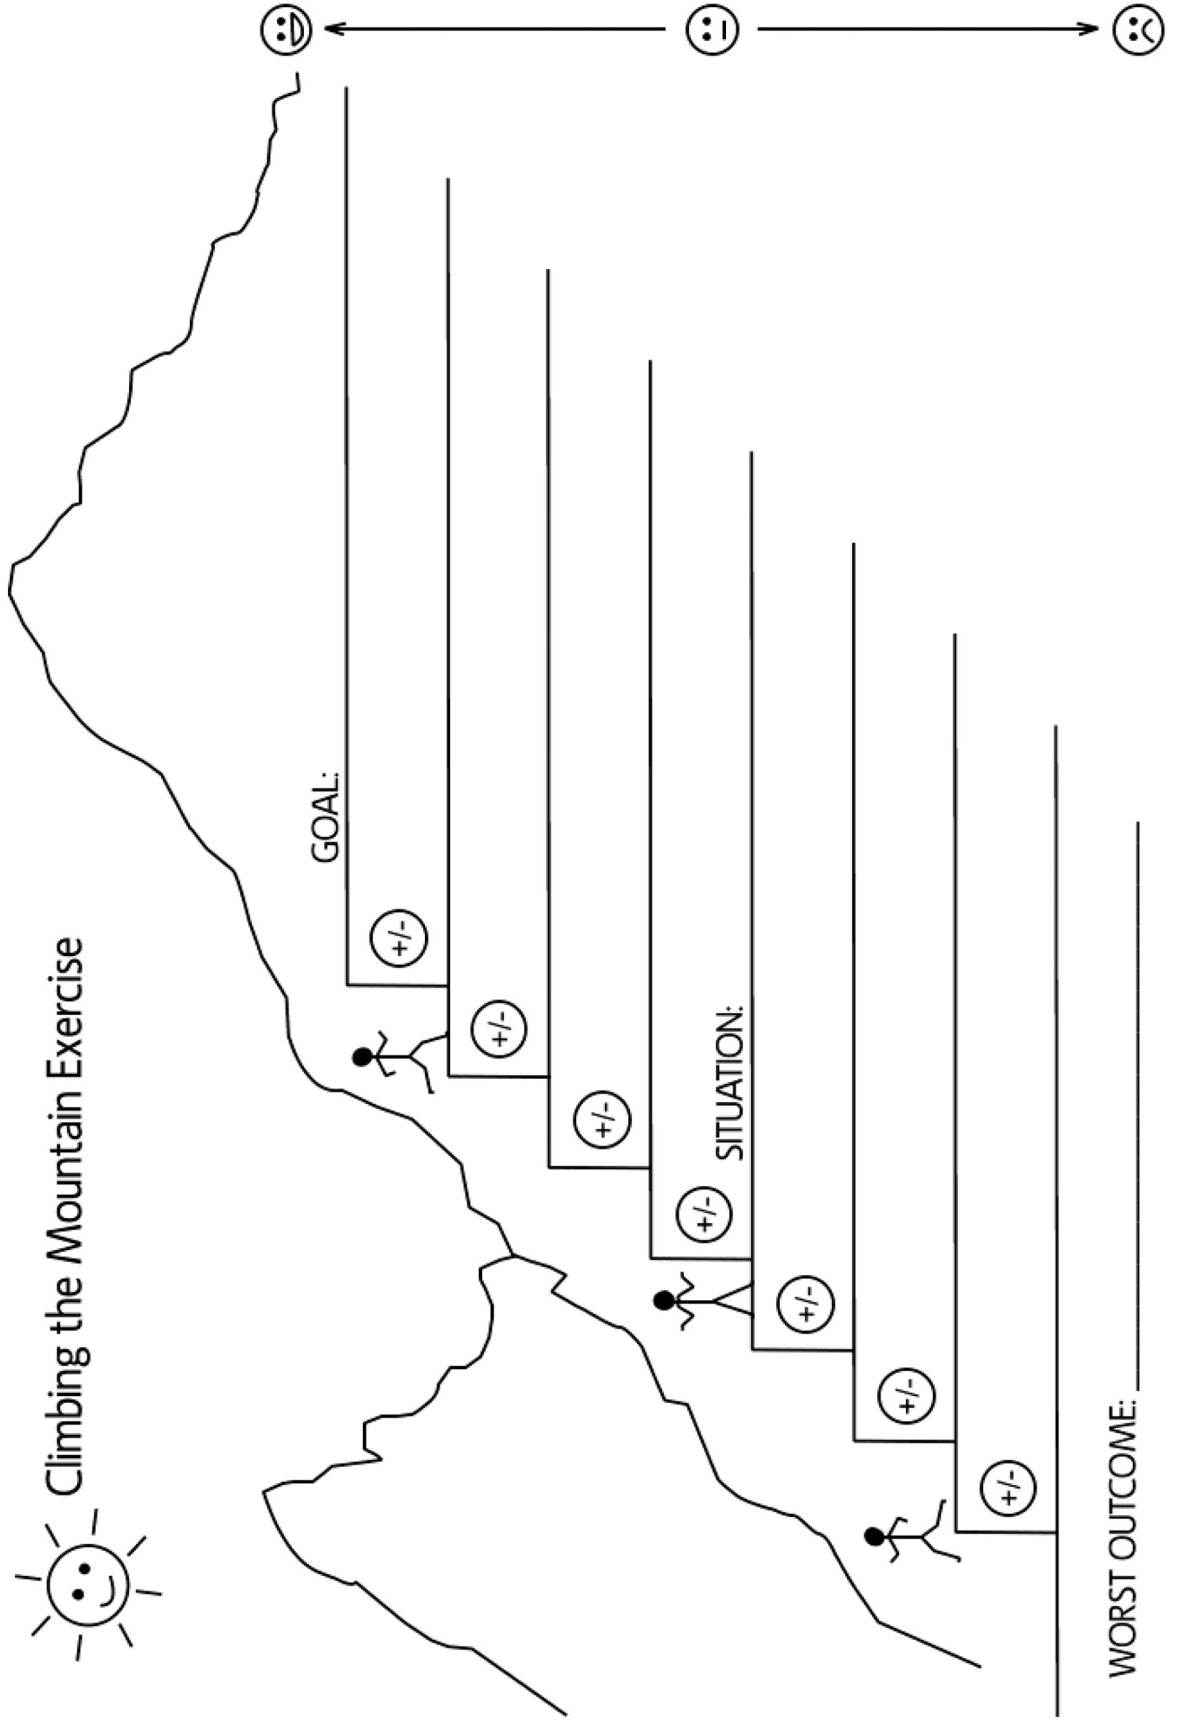 Climbing the Mountain Exercise
GOAL:
+/-
+/-
+/-
SITUATION:
+/-
+/-
+/-
+/-
WORST OUTCOME: